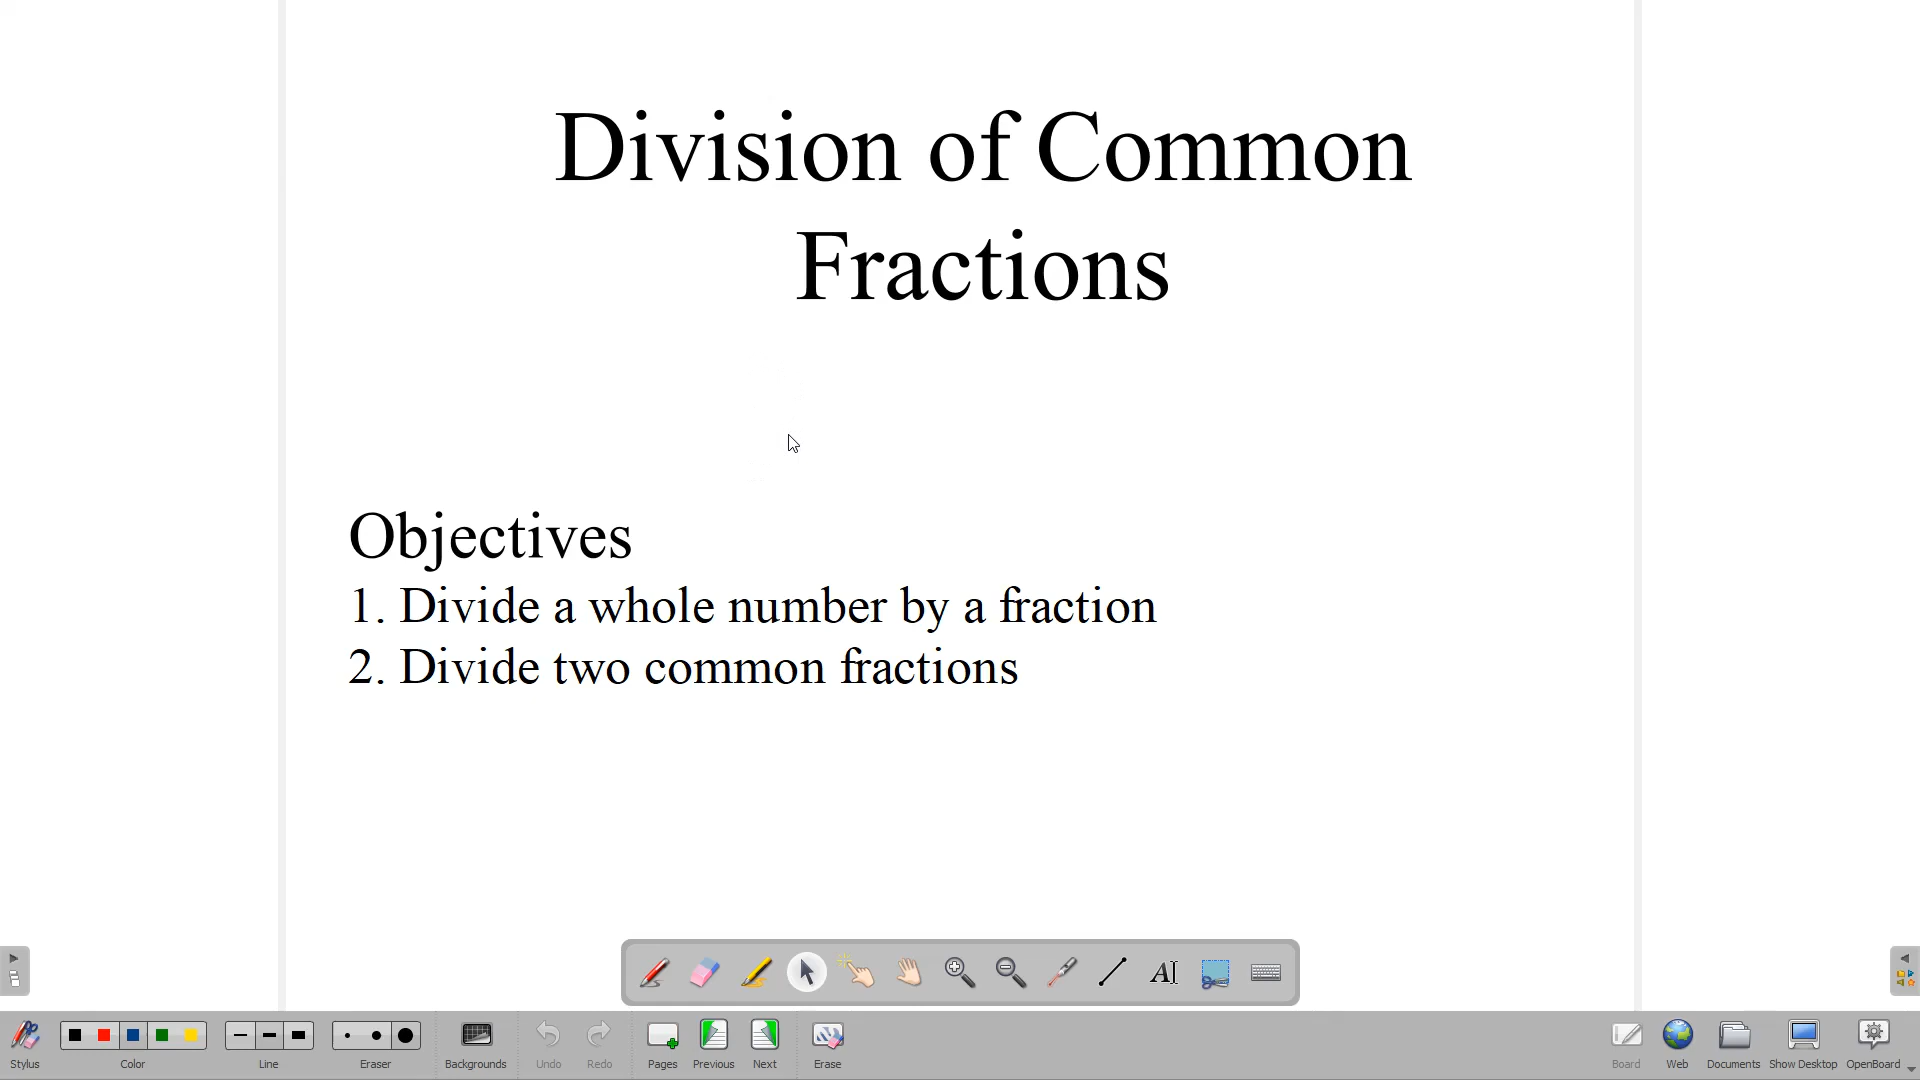 Division of Common
Fractions
Objectives
1. Divide a whole number by a fraction
2. Divide two common fractions
Stylus
Color
Line
Eraser
Backgrounds
Undo
Redo
Pages
Previous
Next
Erase
Board
Web
Documents
Show Desktop
OpenBoard